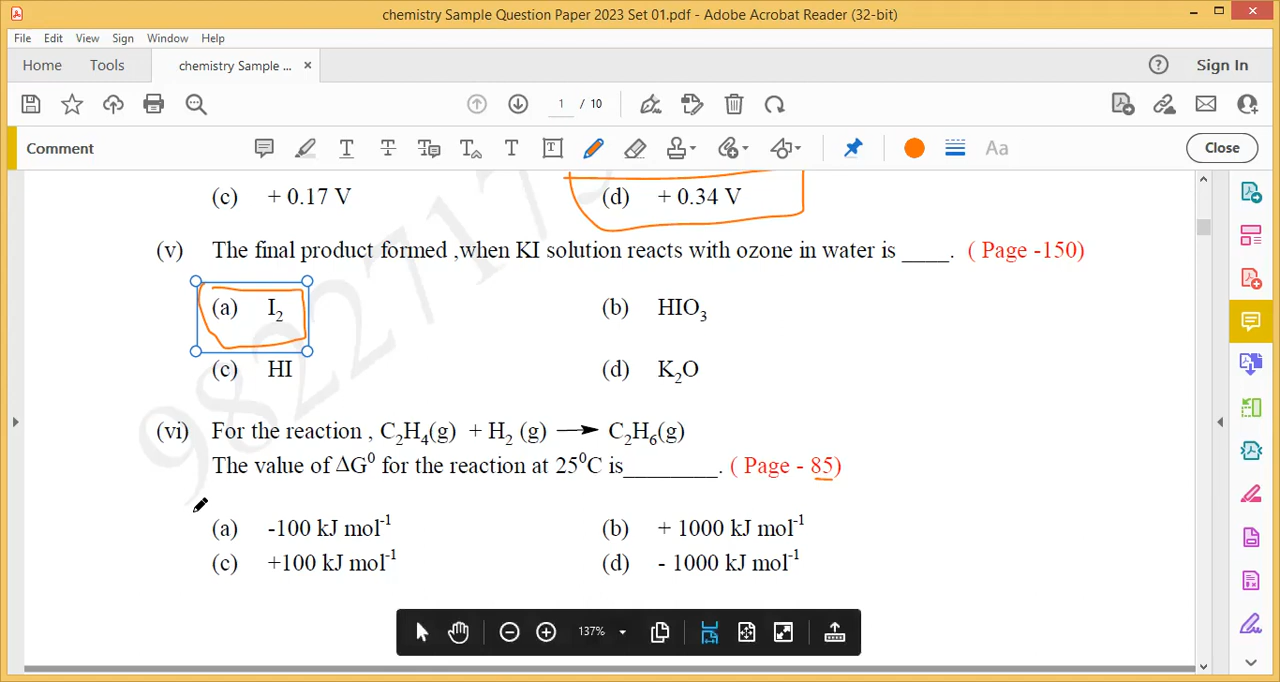 chemistry Sample Question Paper 2023 Set 01.pdf - Adobe Acrobat Reader (32-bit)
File Edit View Sign Window Help
Home Tools chemistry Sample ... × Sign In
1 / 10
Comment Aa Close
(c) + 0.17 V (d) + 0.34 V
(v) The final product formed ,when KI solution reacts with ozone in water is ____. ( Page -150)
(a) I₂ (b) HIO₃
(c) HI (d) K₂O
(vi) For the reaction , C₂H₄(g) + H₂ (g) → C₂H₆(g)
The value of ΔG⁰ for the reaction at 25⁰C is________. ( Page - 85)
(a) -100 kJ mol⁻¹ (b) + 1000 kJ mol⁻¹
(c) +100 kJ mol⁻¹ (d) - 1000 kJ mol⁻¹
137%